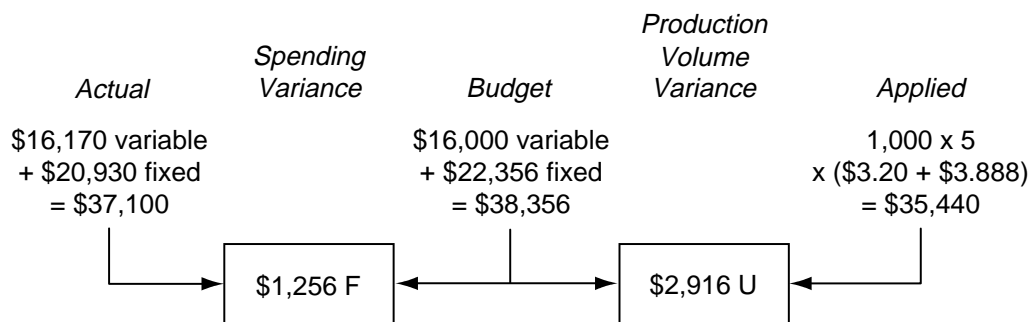 Actual
Spending
Variance
Budget
Production
Volume
Variance
Applied
$16,170 variable
+ $20,930 fixed
= $37,100
$16,000 variable
+ $22,356 fixed
= $38,356
1,000 x 5
x ($3.20 + $3.888)
= $35,440
$1,256 F
$2,916 U